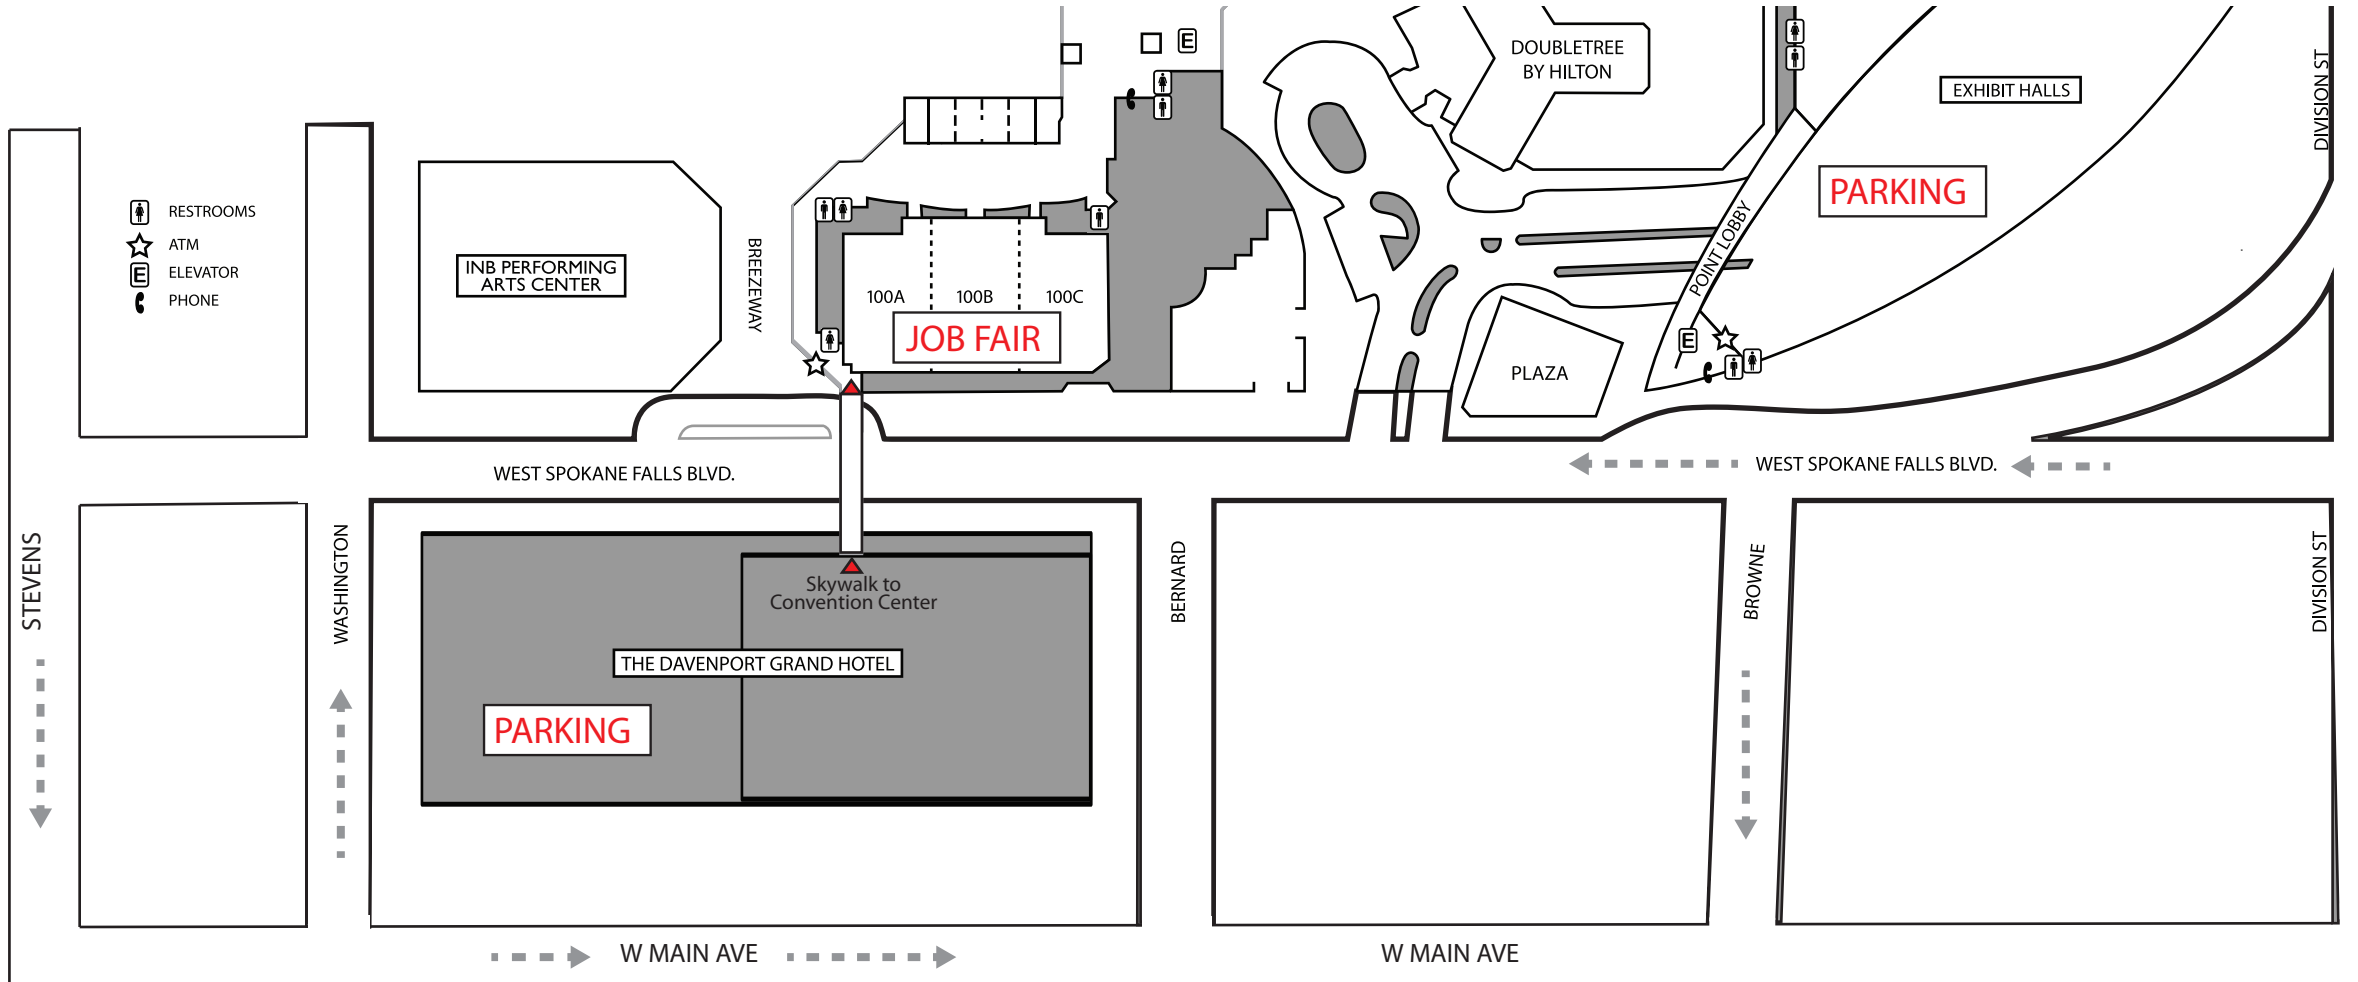 DOUBLETREE
BY HILTON
E
EXHIBIT HALLS
DIVISION ST
RESTROOMS
ATM
E ELEVATOR
PHONE
INB PERFORMING
ARTS CENTER
BREEZEWAY
100A
100B
100C
JOB FAIR
PARKING
POINT LOBBY
E
PLAZA
WEST SPOKANE FALLS BLVD.
WEST SPOKANE FALLS BLVD.
STEVENS
WASHINGTON
Skywalk to
Convention Center
THE DAVENPORT GRAND HOTEL
PARKING
BERNARD
BROWNE
DIVISION ST
W MAIN AVE
W MAIN AVE